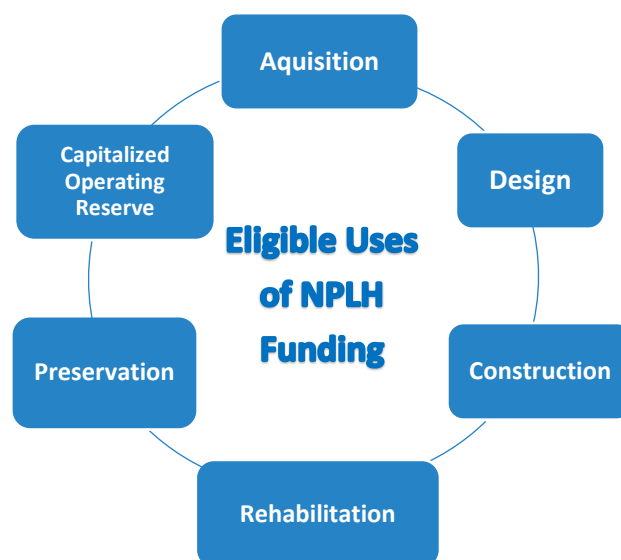 Aquisition
Design
Construction
Rehabilitation
Preservation
Capitalized
Operating
Reserve
Eligible Uses
of NPLH
Funding